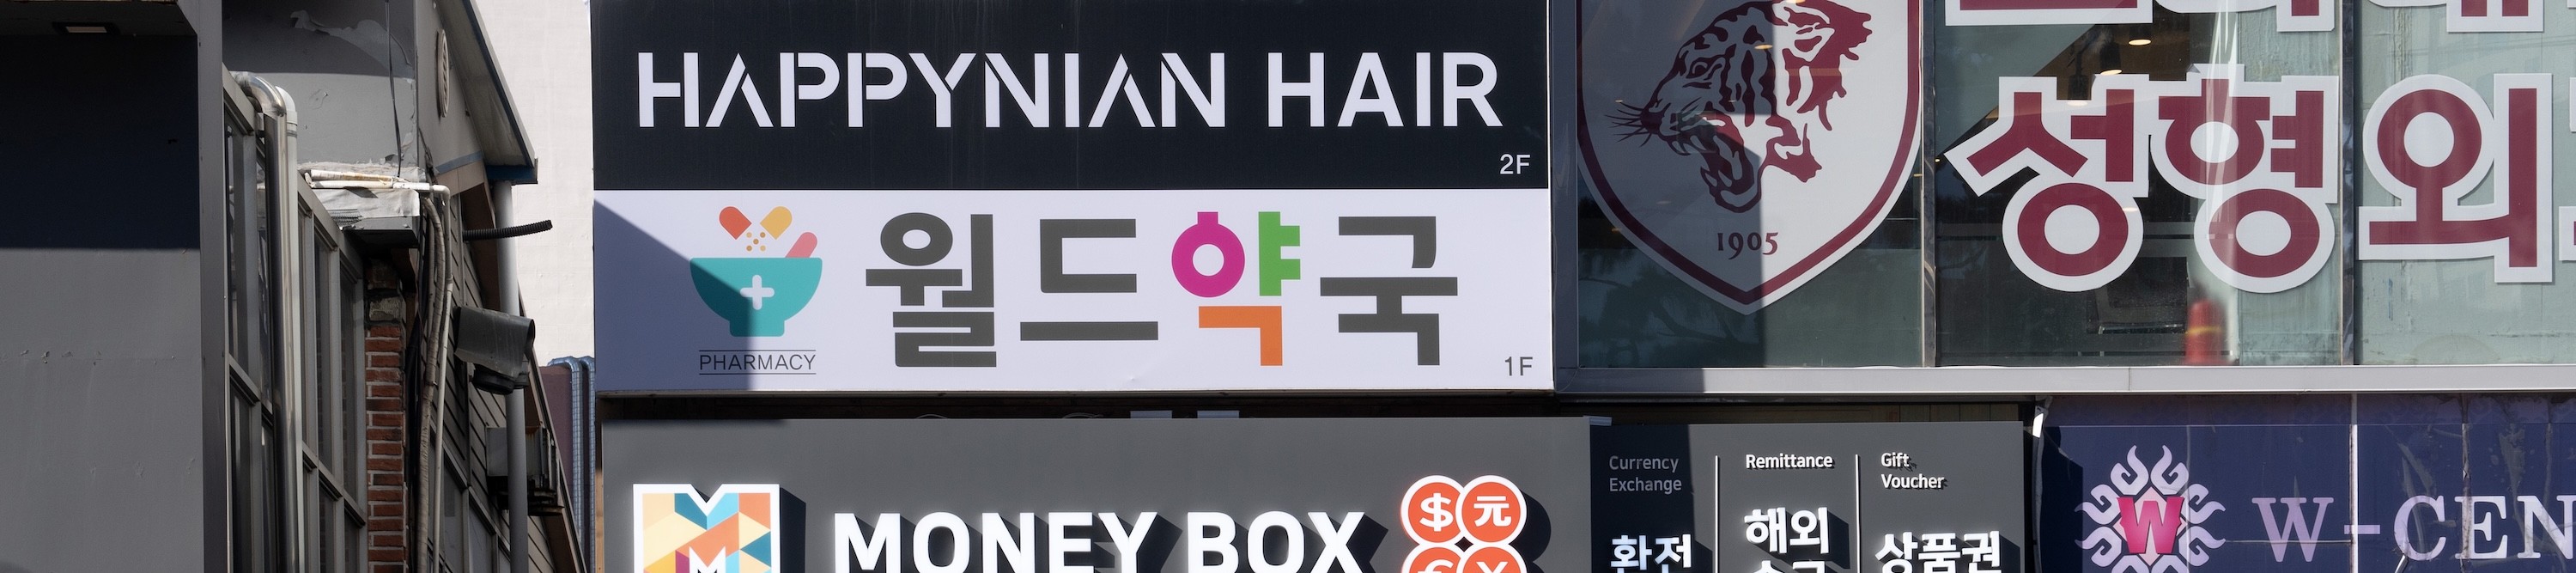 HAPPYNIAN HAIR
2F
PHARMACY
월드약국
1F
1905
성형외
MONEY BOX
$ 元
Currency
Exchange
환전
Remittance
해외
Gift
Voucher
상품권
W
W-CEN